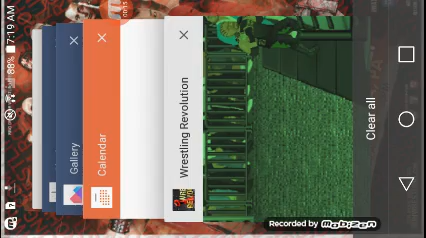 7:19 AM
88%
Gallery
Calendar
Wrestling Revolution
Clear all
Recorded by Mobizen